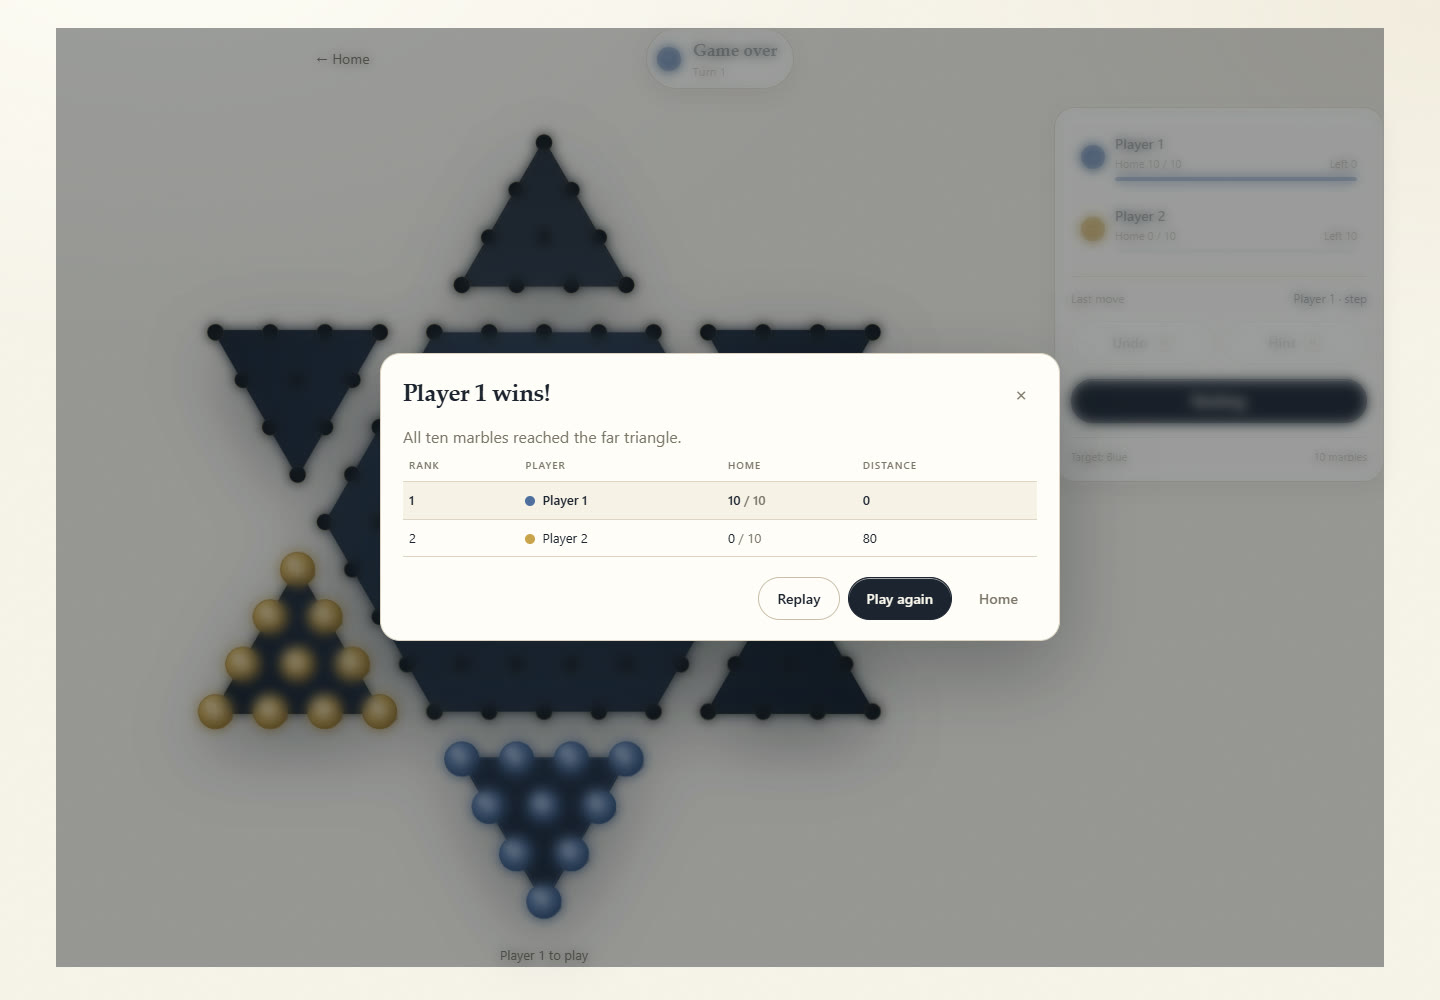 ← Home
Game over
Turn 1
Player 1
Home 10 / 10 Left 0
Player 2
Home 0 / 10 Left 10
Last move Player 1 · step
Undo Hint
Target: Blue 10 marbles
Player 1 wins!
×
All ten marbles reached the far triangle.
RANK PLAYER HOME DISTANCE
1 Player 1 10 / 10 0
2 Player 2 0 / 10 80
Replay Play again Home
Player 1 to play